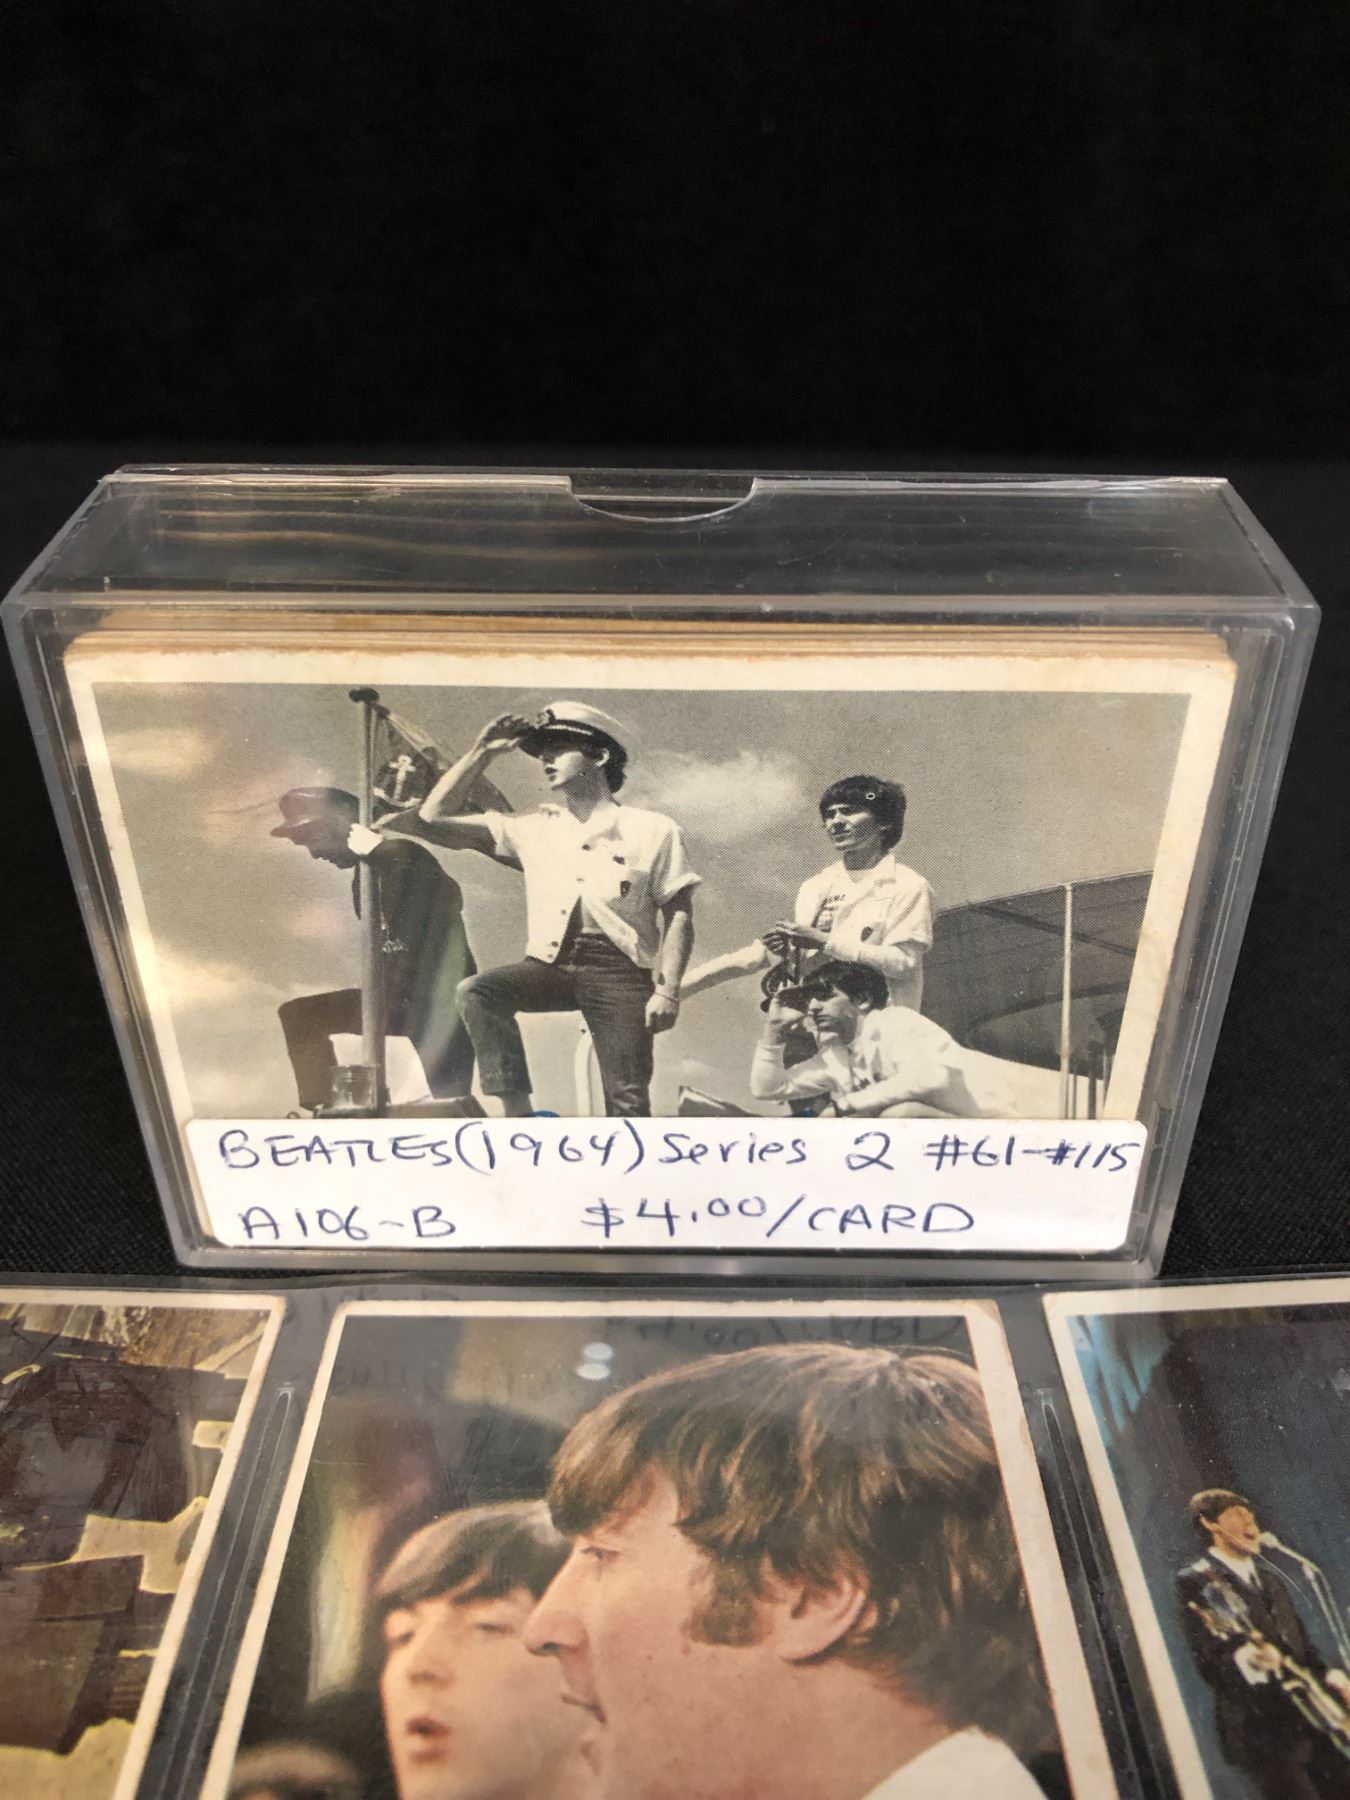 BEATLES (1964) Series 2 #61-#115
A106-B $4.00/CARD